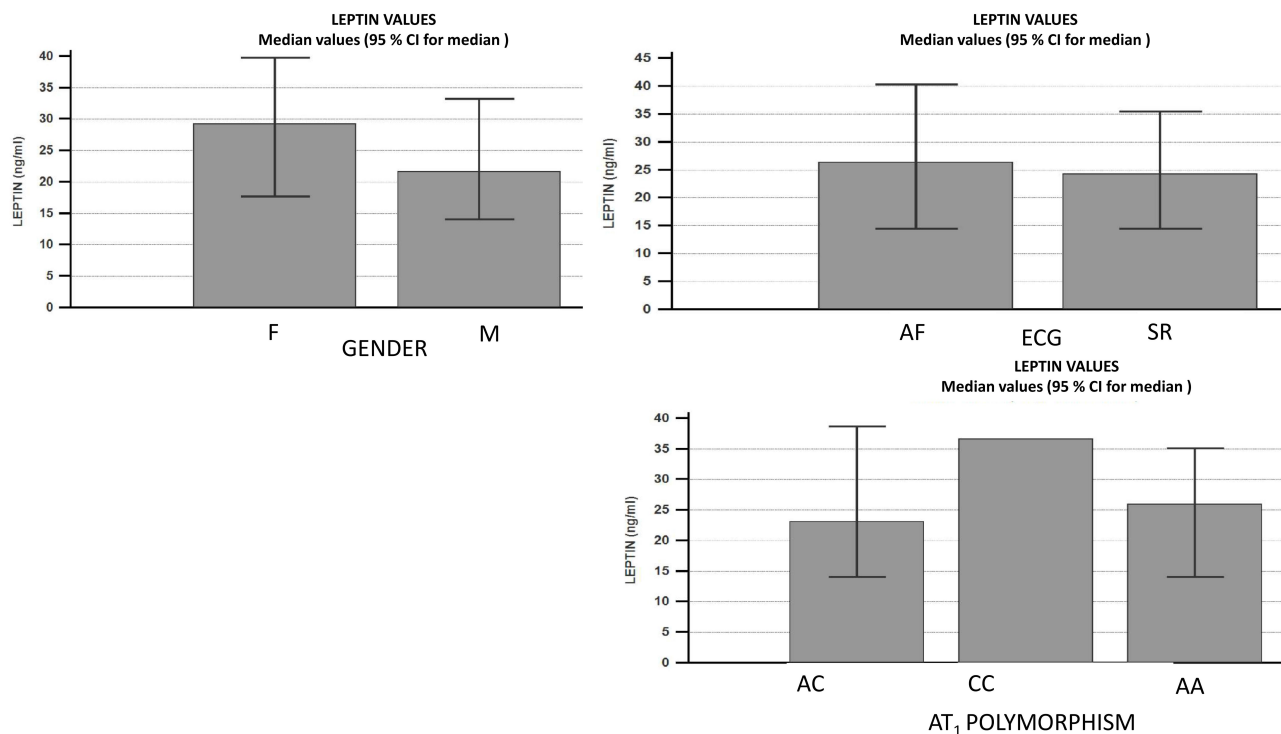 LEPTIN VALUES
Median values (95 % CI for median )
40
35
30
25
20
15
10
5
0
LEPTIN (ng/ml)
F
M
GENDER
LEPTIN VALUES
Median values (95 % CI for median )
45
40
35
30
25
20
15
10
5
0
LEPTIN (ng/ml)
AF
SR
ECG
LEPTIN VALUES
Median values (95 % CI for median )
40
35
30
25
20
15
10
5
0
LEPTIN (ng/ml)
AC
CC
AA
AT₁ POLYMORPHISM